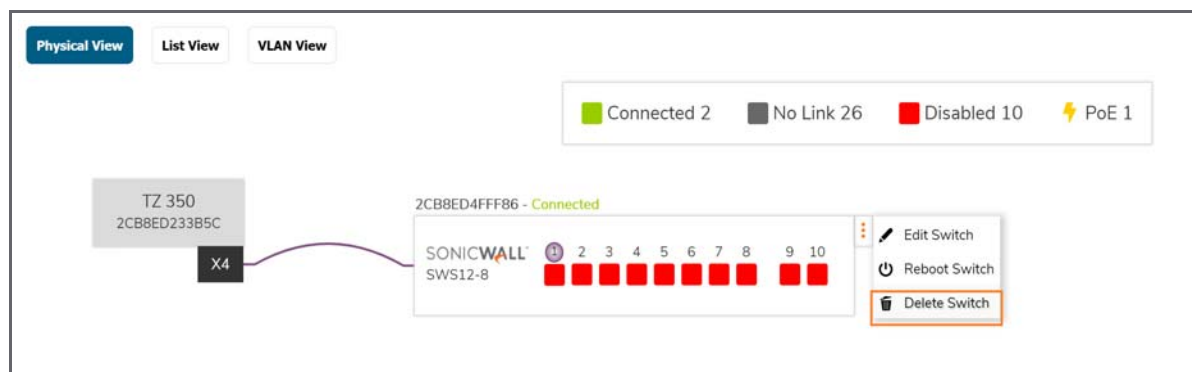 Physical View List View VLAN View
Connected 2 No Link 26 Disabled 10 PoE 1
TZ 350
2CB8ED233B5C
X4
2CB8ED4FFF86 - Connected
SONICWALL
SWS12-8
1 2 3 4 5 6 7 8 9 10
Edit Switch
Reboot Switch
Delete Switch